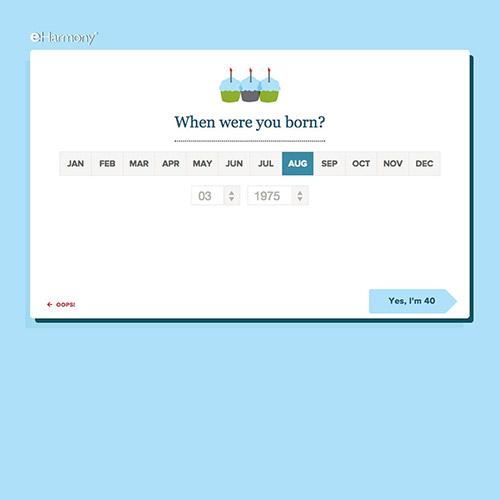 eHarmony®
When were you born?
JAN FEB MAR APR MAY JUN JUL AUG SEP OCT NOV DEC
03 1975
OOPS! Yes, I'm 40